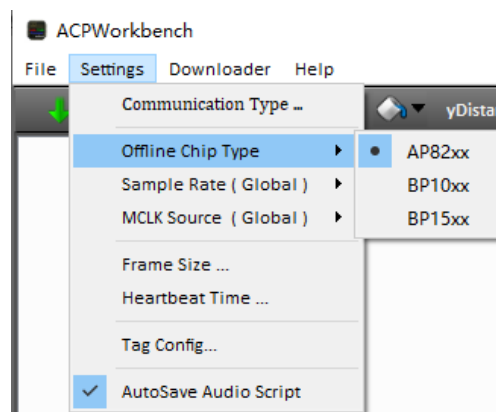 ACPWorkbench
File Settings Downloader Help
Communication Type ...
yDista
Offline Chip Type
AP82xx
Sample Rate ( Global )
BP10xx
MCLK Source ( Global )
BP15xx
Frame Size ...
Heartbeat Time ...
Tag Config...
AutoSave Audio Script